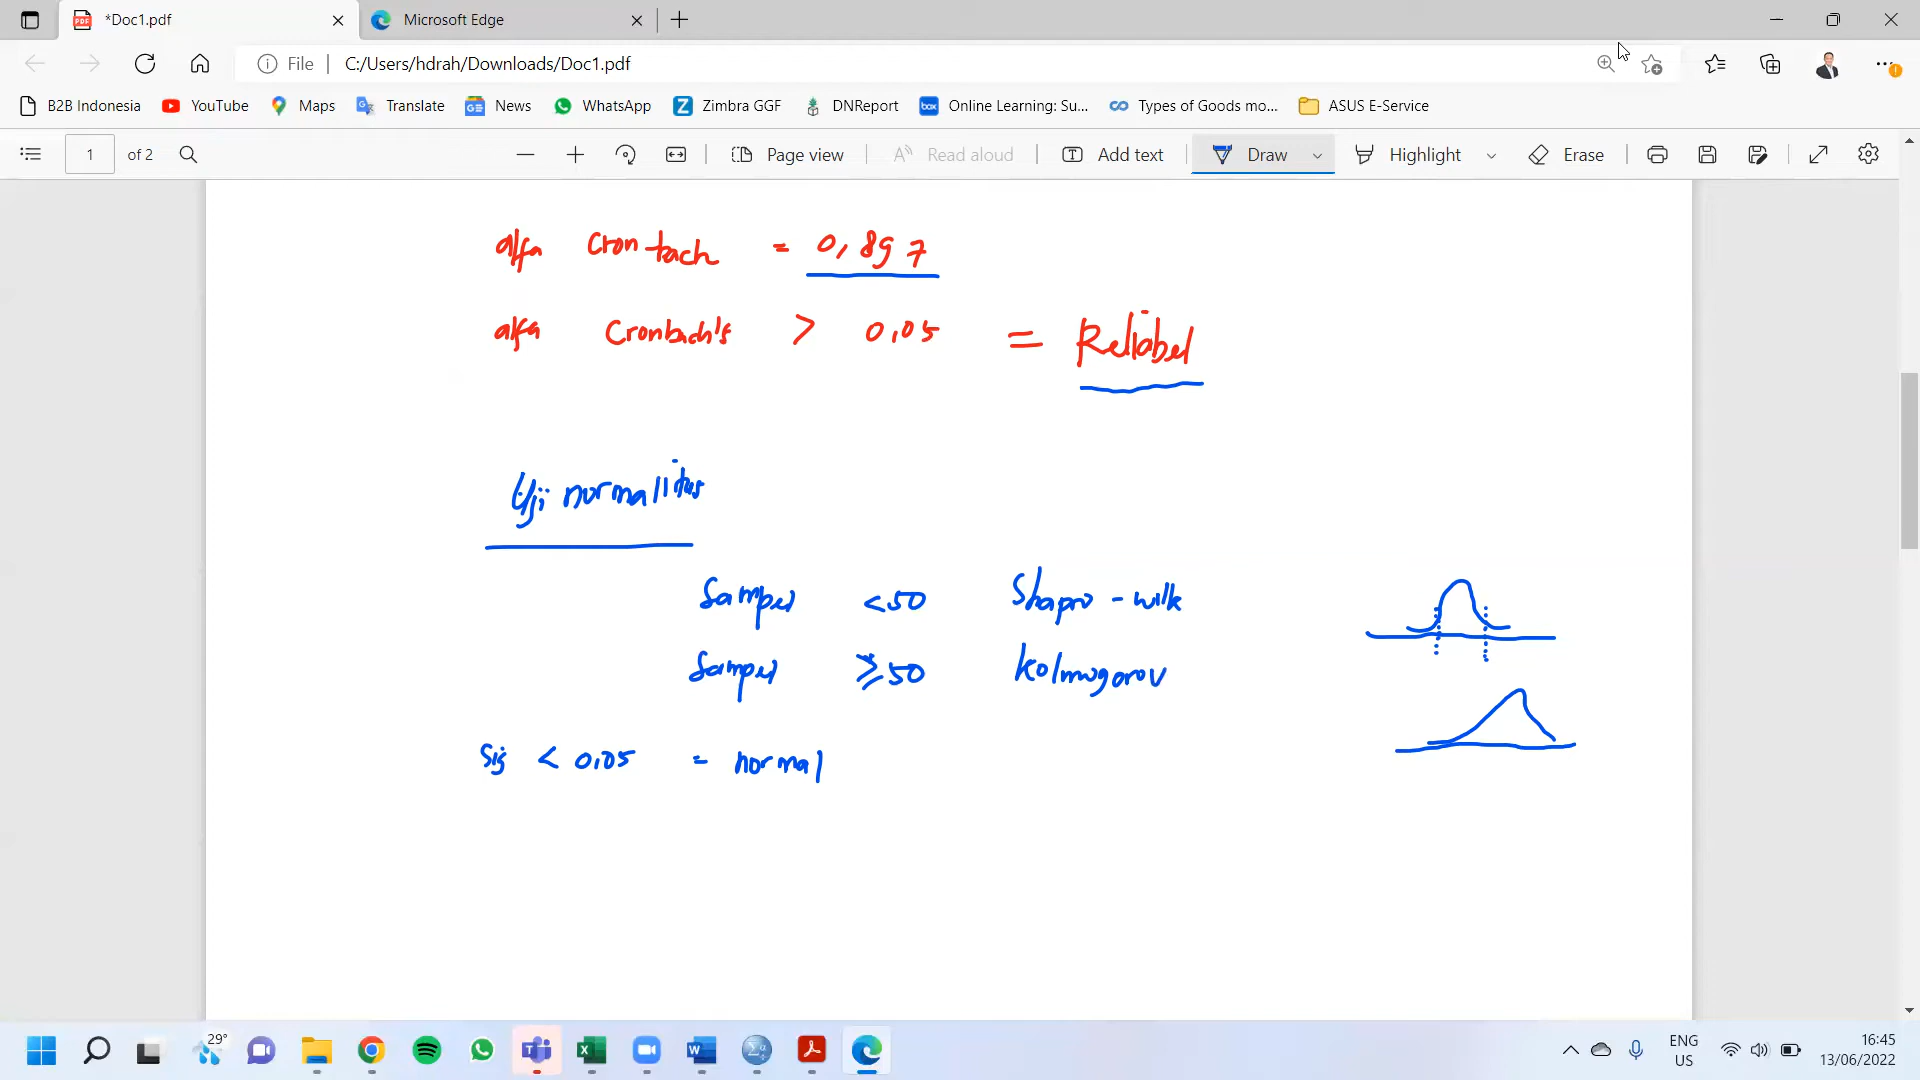 *Doc1.pdf
Microsoft Edge
File C:/Users/hdrah/Downloads/Doc1.pdf
B2B Indonesia YouTube Maps Translate News WhatsApp Zimbra GGF DNReport Online Learning: Su... Types of Goods mo... ASUS E-Service
1 of 2 Page view Read aloud Add text Draw Highlight Erase
alfa Cronbach = 0,897
alfa Cronbach's > 0,05 = Reliabel
Uji normalitas
Sampel <50 Shapro - wilk
Sampel ≥50 kolmogorov
Sig < 0,05 = normal
29°
ENG
US
16:45
13/06/2022